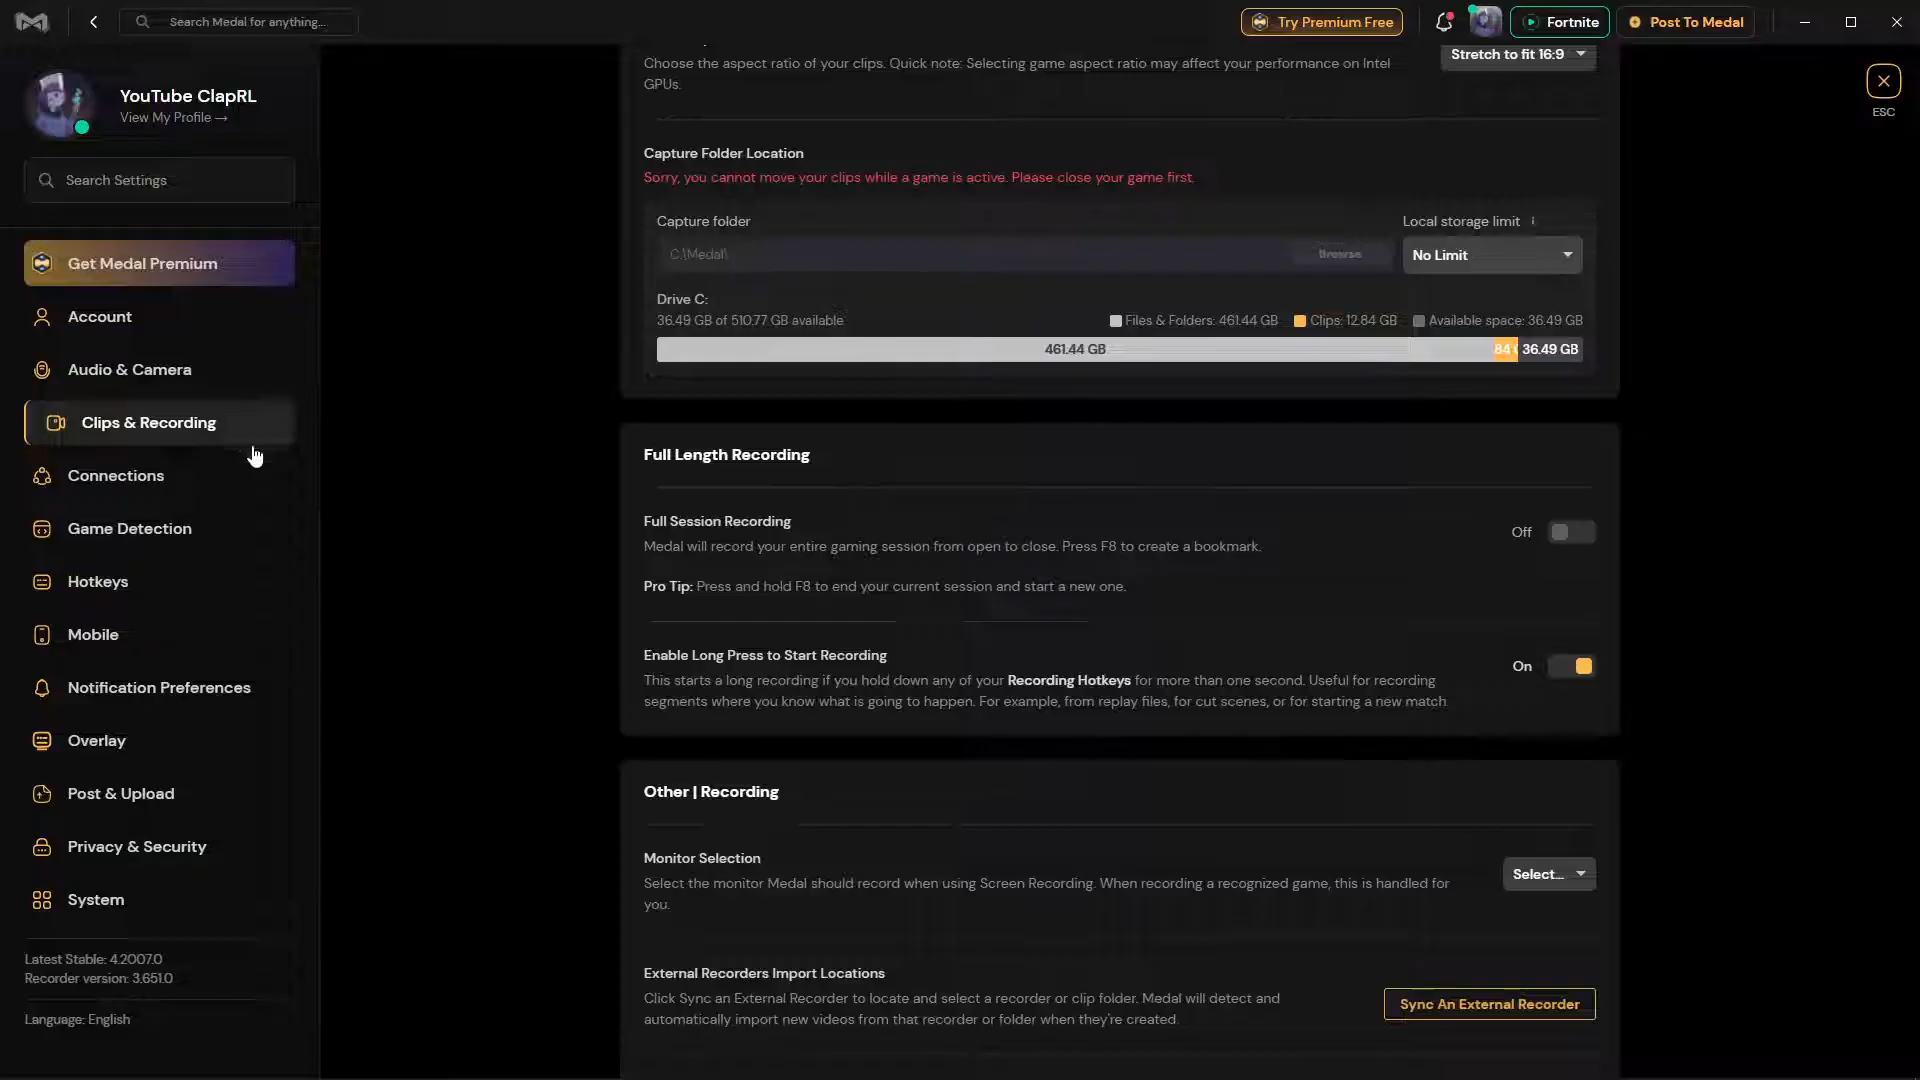 Search Medal for anything...
Try Premium Free
Fortnite
Post To Medal
YouTube ClapRL
View My Profile →
Search Settings
Get Medal Premium
Account
Audio & Camera
Clips & Recording
Connections
Game Detection
Hotkeys
Mobile
Notification Preferences
Overlay
Post & Upload
Privacy & Security
System
Latest Stable: 4.2007.0
Recorder version: 3.651.0
Language: English
Choose the aspect ratio of your clips. Quick note: Selecting game aspect ratio may affect your performance on Intel
GPUs.
Stretch to fit 16:9
ESC
Capture Folder Location
Sorry, you cannot move your clips while a game is active. Please close your game first.
Capture folder
Local storage limit
C:\Medal\
Browse
No Limit
Drive C:
36.49 GB of 510.77 GB available
Files & Folders: 461.44 GB
Clips: 12.84 GB
Available space: 36.49 GB
461.44 GB
84
36.49 GB
Full Length Recording
Full Session Recording
Medal will record your entire gaming session from open to close. Press F8 to create a bookmark.
Off
Pro Tip: Press and hold F8 to end your current session and start a new one.
Enable Long Press to Start Recording
This starts a long recording if you hold down any of your Recording Hotkeys for more than one second. Useful for recording
segments where you know what is going to happen. For example, from replay files, for cut scenes, or for starting a new match.
On
Other | Recording
Monitor Selection
Select the monitor Medal should record when using Screen Recording. When recording a recognized game, this is handled for
you.
Select...
External Recorders Import Locations
Click Sync an External Recorder to locate and select a recorder or clip folder. Medal will detect and
automatically import new videos from that recorder or folder when they're created.
Sync An External Recorder